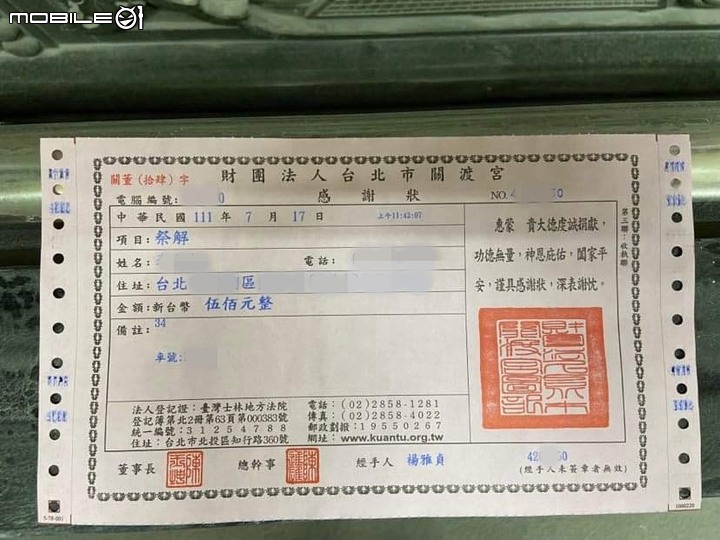 MOBILE01
關董(拾肆)字
財團法人台北市關渡宮
感謝狀
電腦編號:
0
NO.4
50
中華民國 111 年 7 月 17 日 上午11:42:07
項目:祭解
姓名:
電話:
住址:台北
區
金額:新台幣 伍佰元整
備註:34
車號:
惠蒙 貴大德虔誠捐獻,
功德無量,神恩庇佑,闔家平
安,謹具感謝狀,深表謝忱。
第三聯:收執聯
法人登記證:臺灣士林地方法院
登記簿第北2冊第63頁第000383號
統一編號:31254788
住址:台北市北投區知行路360號
電話:(02)2858-1281
傳真:(02)2858-4022
郵政劃撥:19550267
網址:www.kuantu.org.tw
董事長
總幹事
經手人 楊雅貞
42
50
(經手人未簽章者無效)
5-78-001
1000220